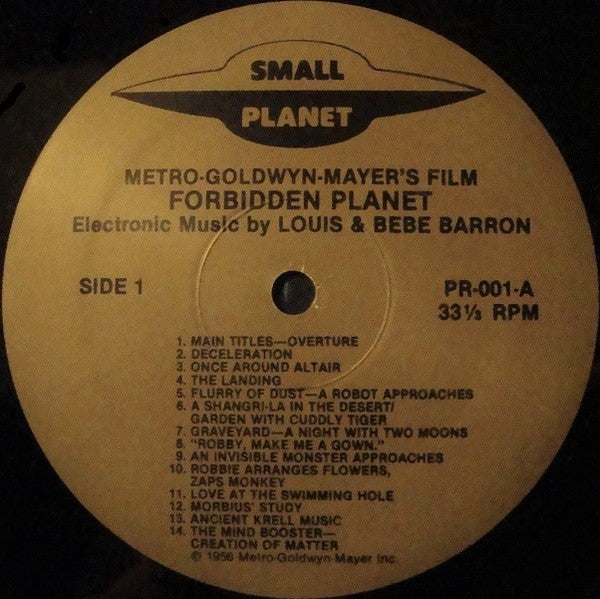 SMALL
PLANET
METRO-GOLDWYN-MAYER'S FILM
FORBIDDEN PLANET
Electronic Music by LOUIS & BEBE BARRON
SIDE 1
PR-001-A
33⅓ RPM
1. MAIN TITLES—OVERTURE
2. DECELERATION
3. ONCE AROUND ALTAIR
4. THE LANDING
5. FLURRY OF DUST—A ROBOT APPROACHES
6. A SHANGRI-LA IN THE DESERT/
GARDEN WITH CUDDLY TIGER
7. GRAVEYARD—A NIGHT WITH TWO MOONS
8. "ROBBY, MAKE ME A GOWN."
9. AN INVISIBLE MONSTER APPROACHES
10. ROBBIE ARRANGES FLOWERS,
ZAPS MONKEY
11. LOVE AT THE SWIMMING HOLE
12. MORBIUS' STUDY
13. ANCIENT KRELL MUSIC
14. THE MIND BOOSTER—
CREATION OF MATTER
© 1956 Metro-Goldwyn-Mayer Inc.